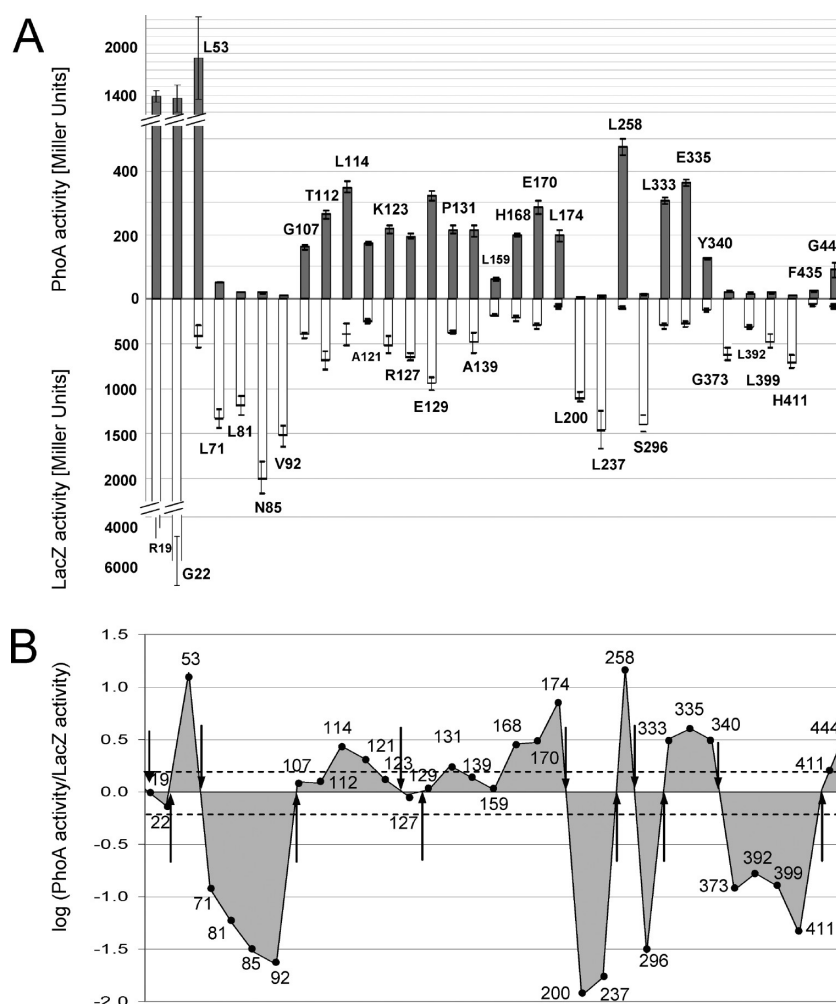 A
PhoA activity [Miller Units]
LacZ activity [Miller Units]
2000
1400
400
200
0
500
1000
1500
2000
4000
6000
L53
L258
E335
L114
L333
E170
T112
K123
P131
H168
L174
G107
Y340
G44
L159
F435
A121
R127
A139
E129
L71
L81
V92
N85
R19
G22
L200
L237
S296
G373
L392
L399
H411
B
log (PhoA activity/LacZ activity)
1.5
1.0
0.5
0.0
-0.5
-1.0
-1.5
-2.0
53
258
174
114
168
333
335
340
444
131
121
170
107
112
123
129
139
411
19
22
127
159
71
81
85
92
200
237
296
373
392
399
411